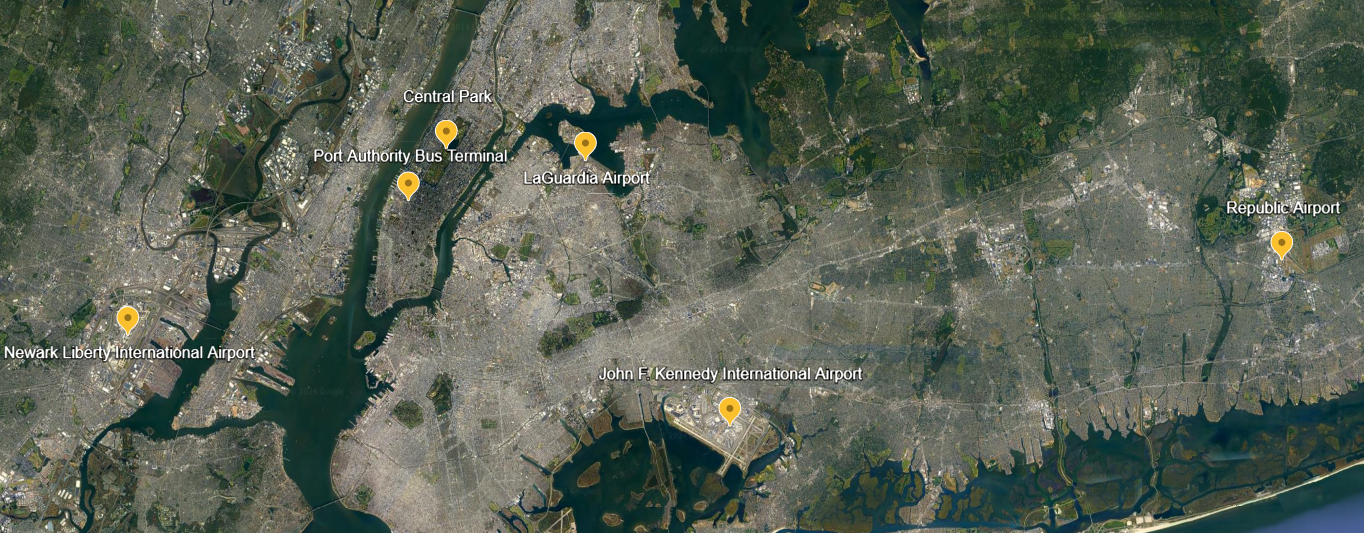 Central Park
Port Authority Bus Terminal
LaGuardia Airport
Republic Airport
Newark Liberty International Airport
John F. Kennedy International Airport